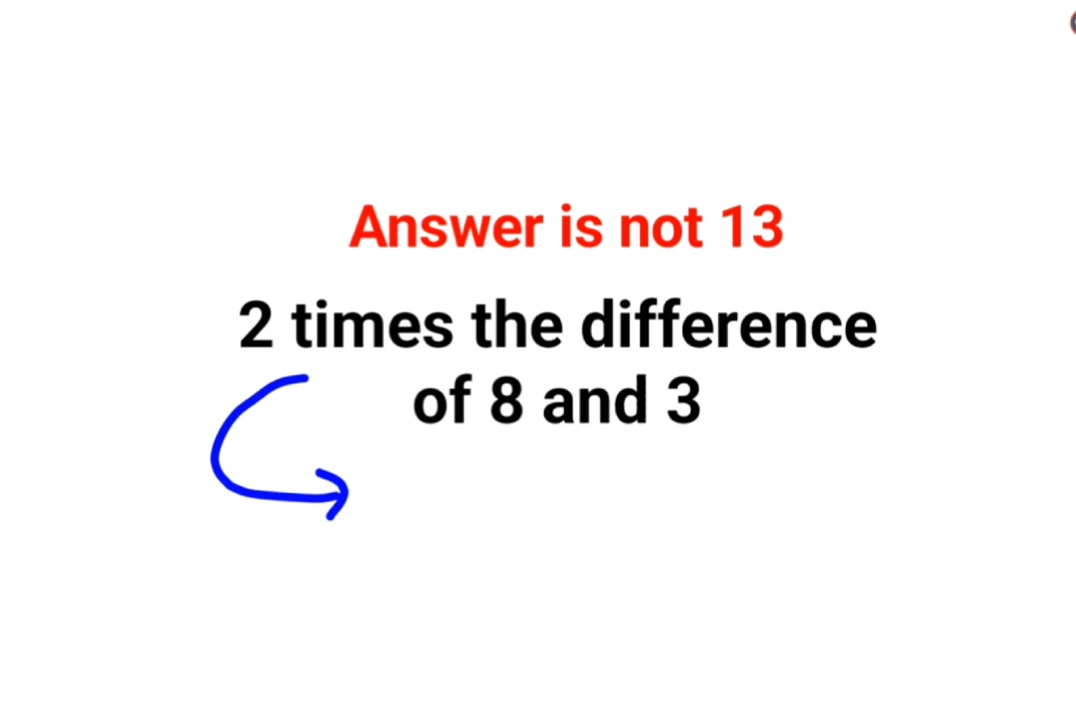 Answer is not 13
2 times the difference
of 8 and 3